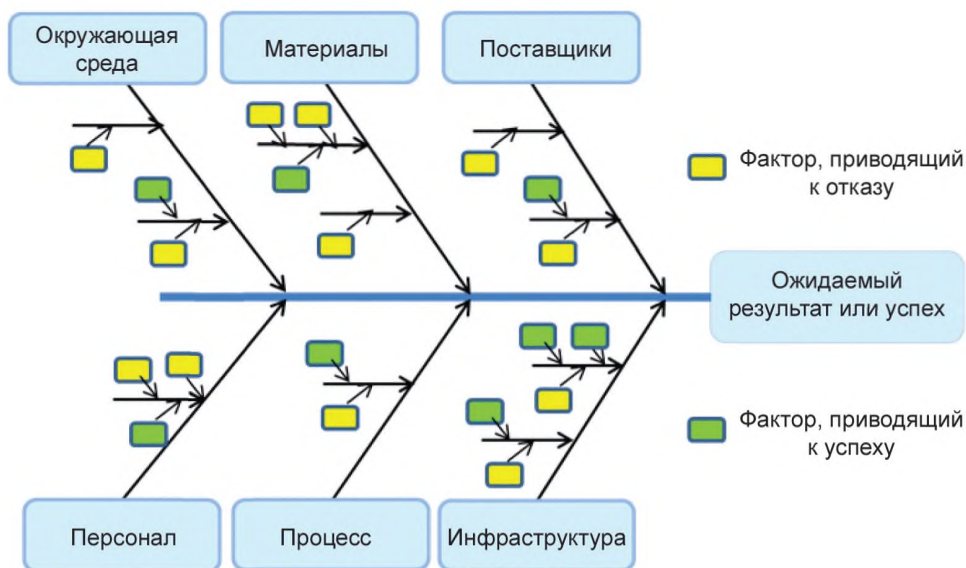 Окружающая
среда
Материалы
Поставщики
Фактор, приводящий
к отказу
Ожидаемый
результат или успех
Фактор, приводящий
к успеху
Персонал
Процесс
Инфраструктура